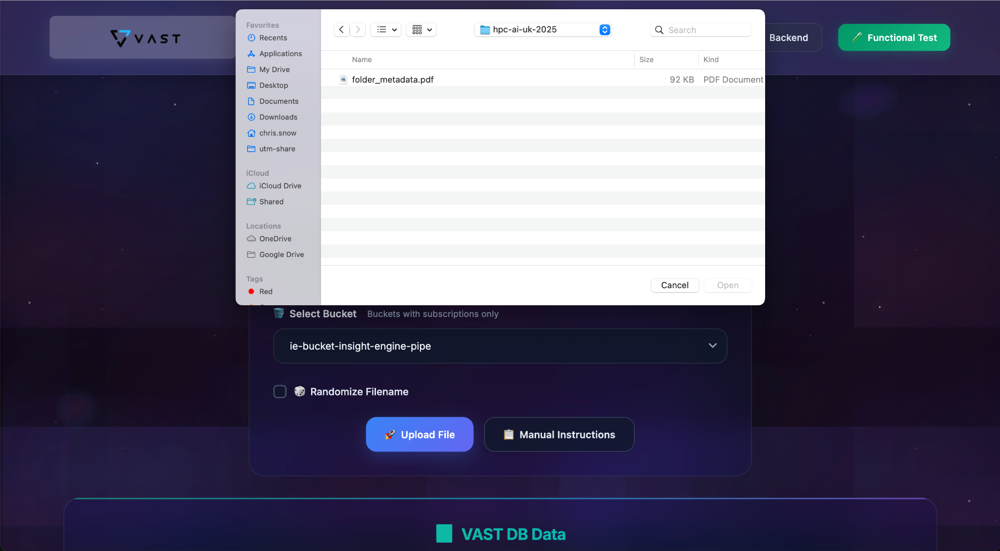 VAST
Favorites
Recents
Applications
My Drive
Desktop
Documents
Downloads
chris.snow
utm-share
iCloud
iCloud Drive
Shared
Locations
OneDrive
Google Drive
Tags
Red
hpc-ai-uk-2025
Search
Name Size Kind
folder_metadata.pdf 92 KB PDF Document
Cancel Open
Backend
Functional Test
Select Bucket Buckets with subscriptions only
ie-bucket-insight-engine-pipe
Randomize Filename
Upload File
Manual Instructions
VAST DB Data